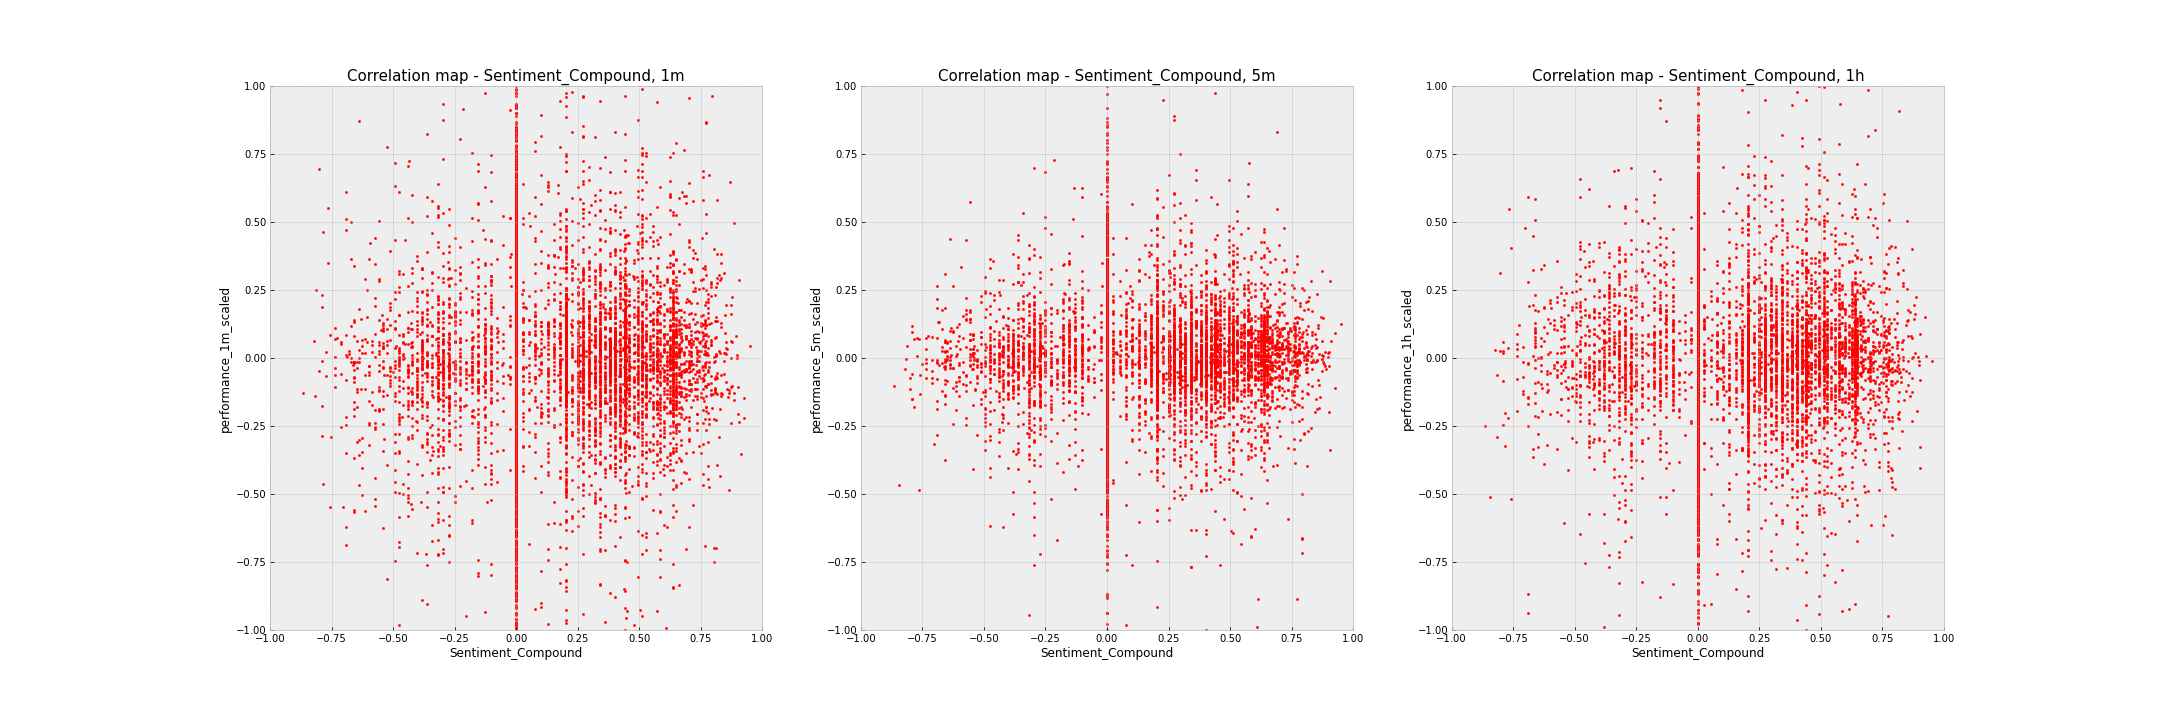 Correlation map - Sentiment_Compound, 1m
1.00
0.75
0.50
0.25
0.00
−0.25
−0.50
−0.75
−1.00
performance_1m_scaled
−1.00 −0.75 −0.50 −0.25 0.00 0.25 0.50 0.75 1.00
Sentiment_Compound
Correlation map - Sentiment_Compound, 5m
1.00
0.75
0.50
0.25
0.00
−0.25
−0.50
−0.75
−1.00
performance_5m_scaled
−1.00 −0.75 −0.50 −0.25 0.00 0.25 0.50 0.75 1.00
Sentiment_Compound
Correlation map - Sentiment_Compound, 1h
1.00
0.75
0.50
0.25
0.00
−0.25
−0.50
−0.75
−1.00
performance_1h_scaled
−1.00 −0.75 −0.50 −0.25 0.00 0.25 0.50 0.75 1.00
Sentiment_Compound